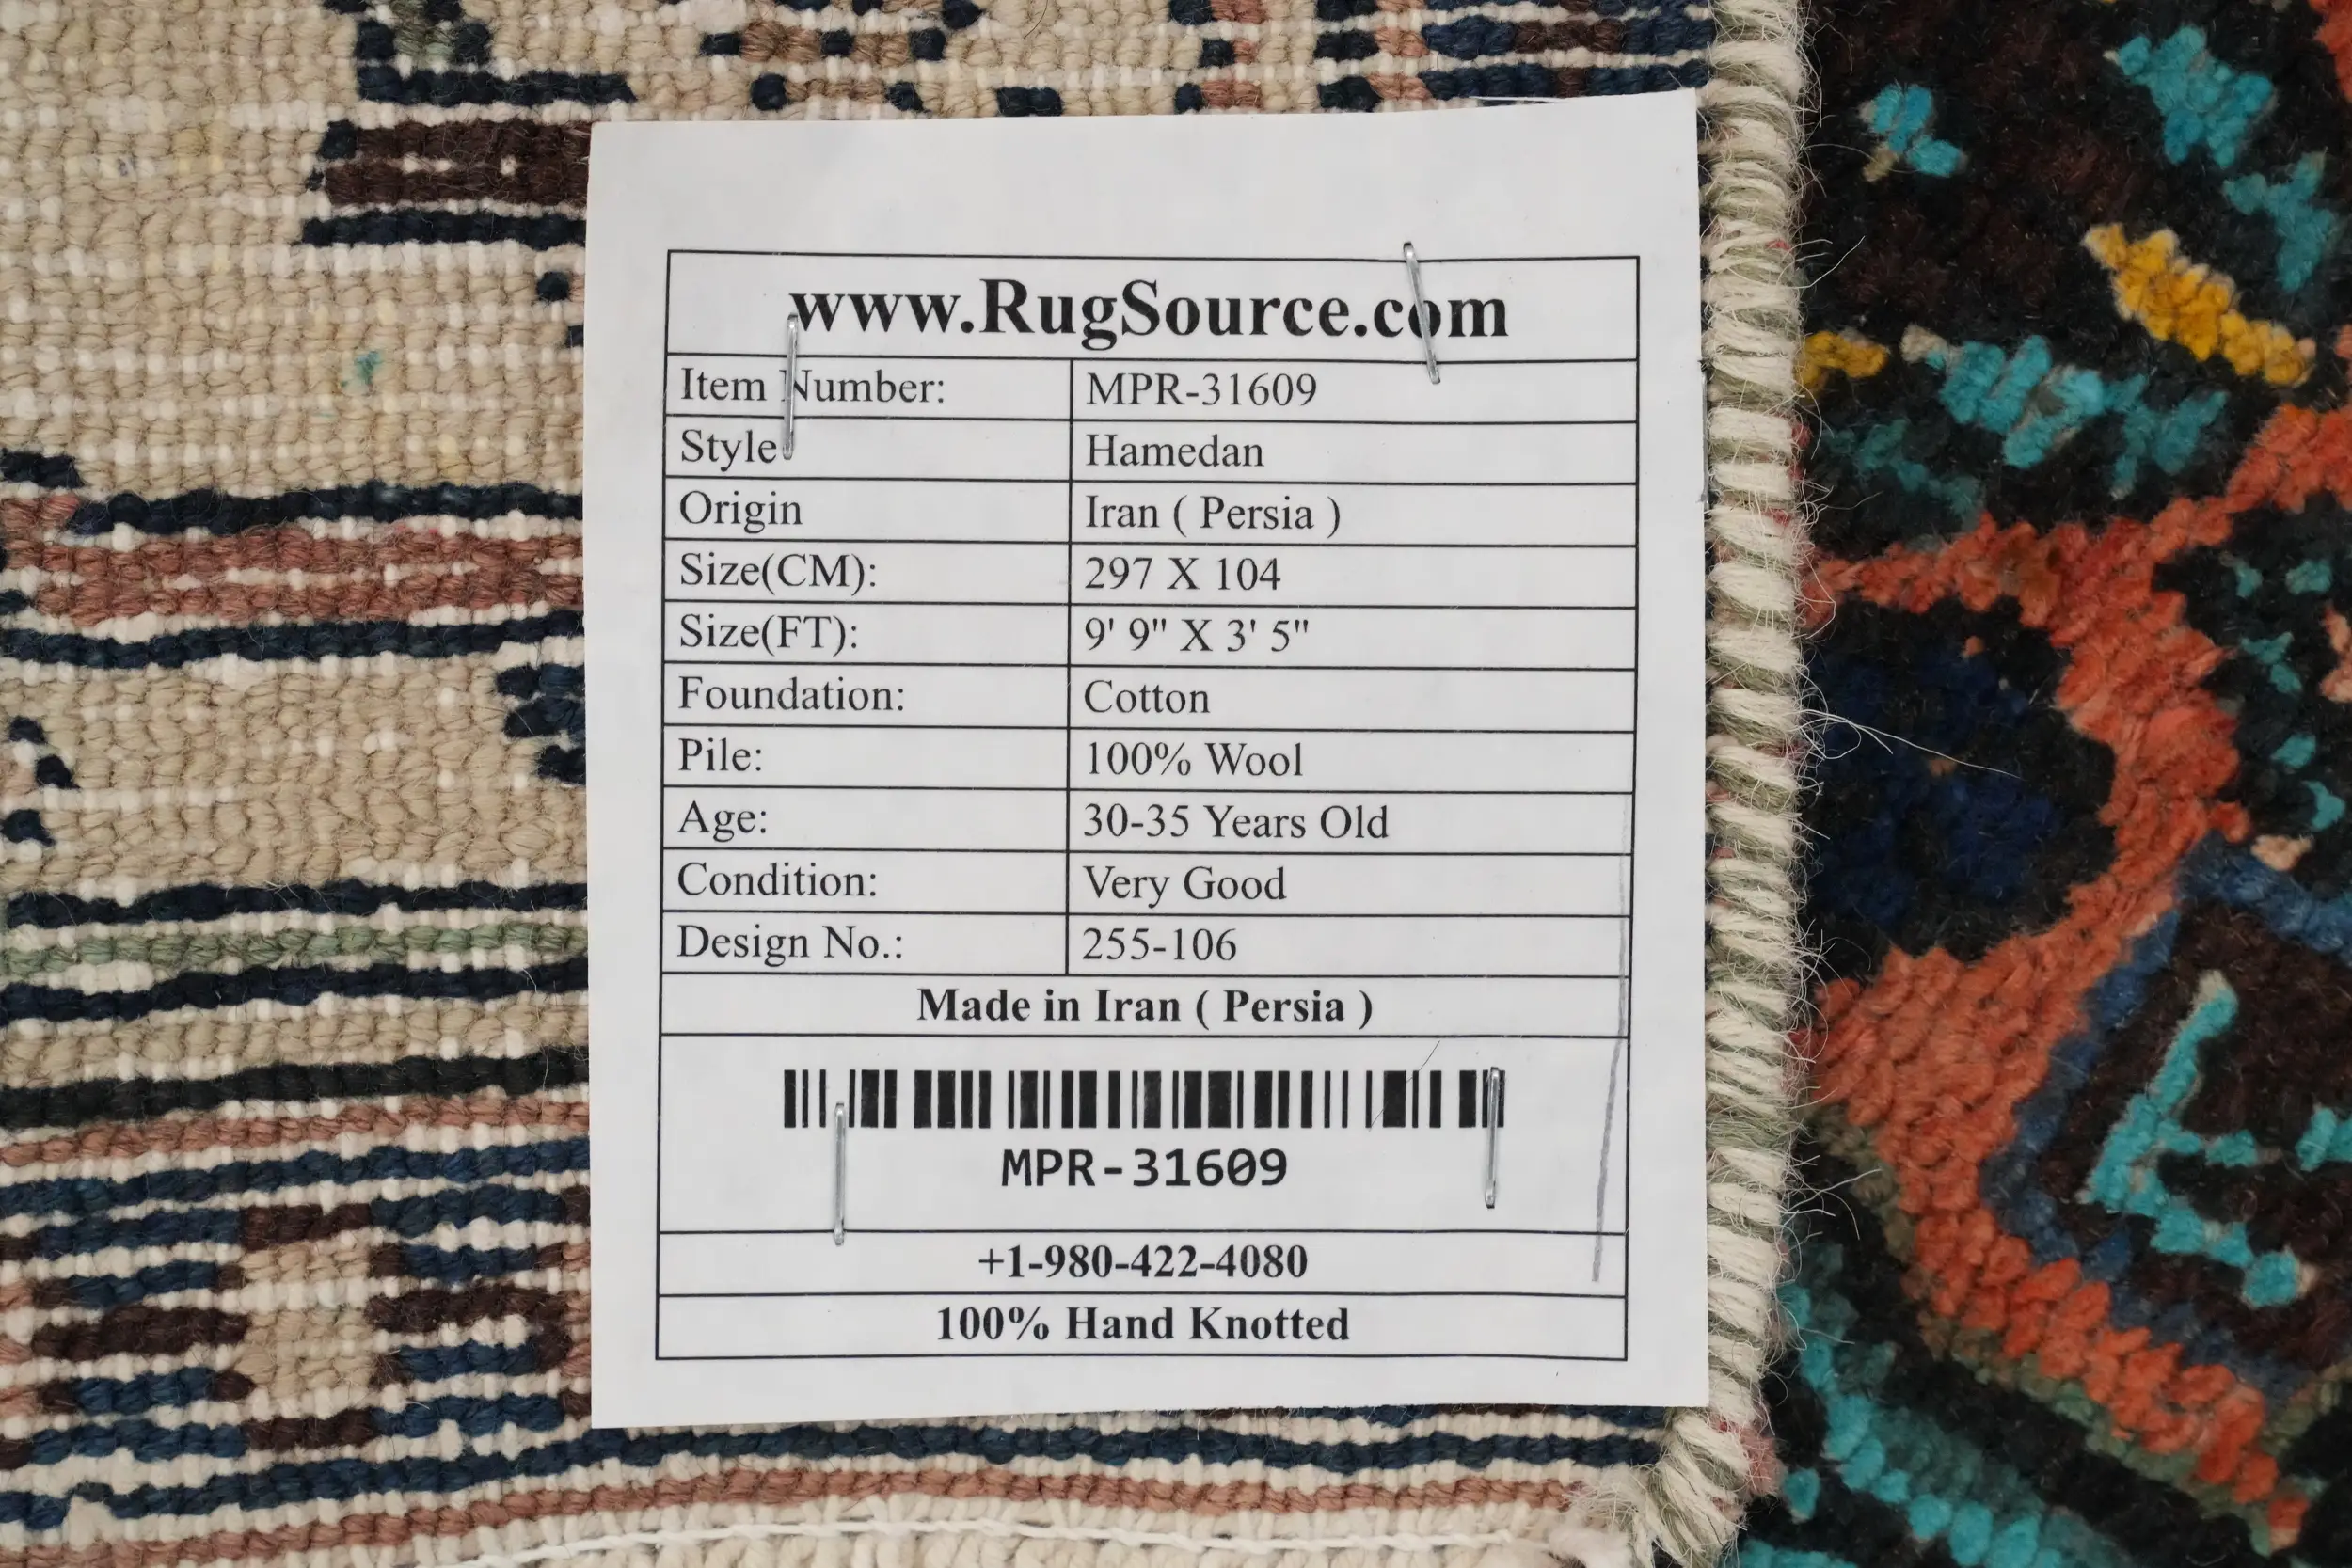 www.RugSource.com
Item Number: MPR-31609
Style Hamedan
Origin Iran ( Persia )
Size(CM): 297 X 104
Size(FT): 9' 9" X 3' 5"
Foundation: Cotton
Pile: 100% Wool
Age: 30-35 Years Old
Condition: Very Good
Design No.: 255-106
Made in Iran ( Persia )
MPR-31609
+1-980-422-4080
100% Hand Knotted